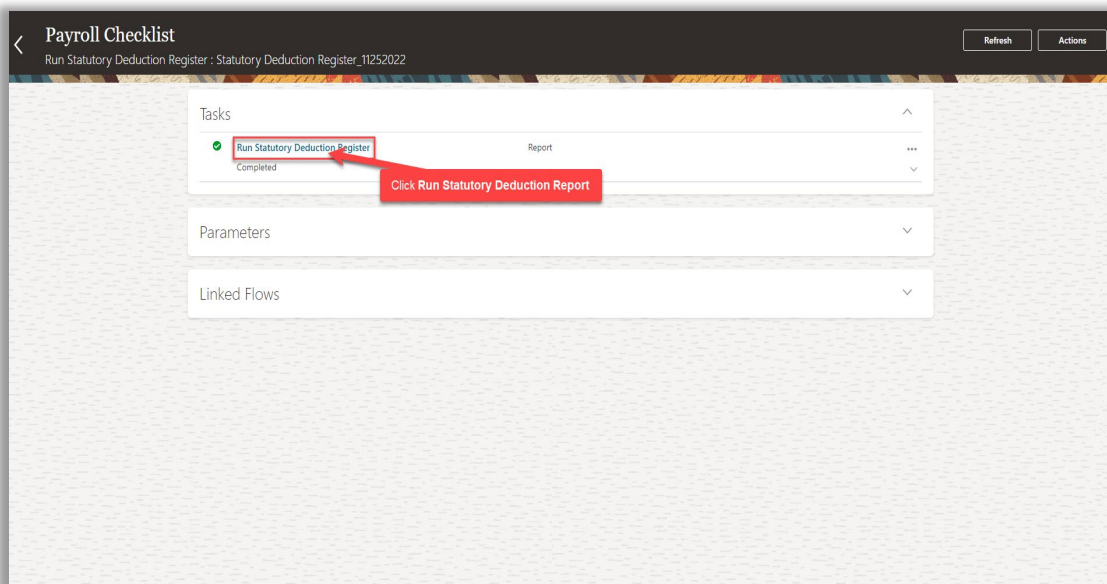 Payroll Checklist
Run Statutory Deduction Register : Statutory Deduction Register_11252022
Refresh
Actions
Tasks
Run Statutory Deduction Register
Report
Completed
Click Run Statutory Deduction Report
Parameters
Linked Flows